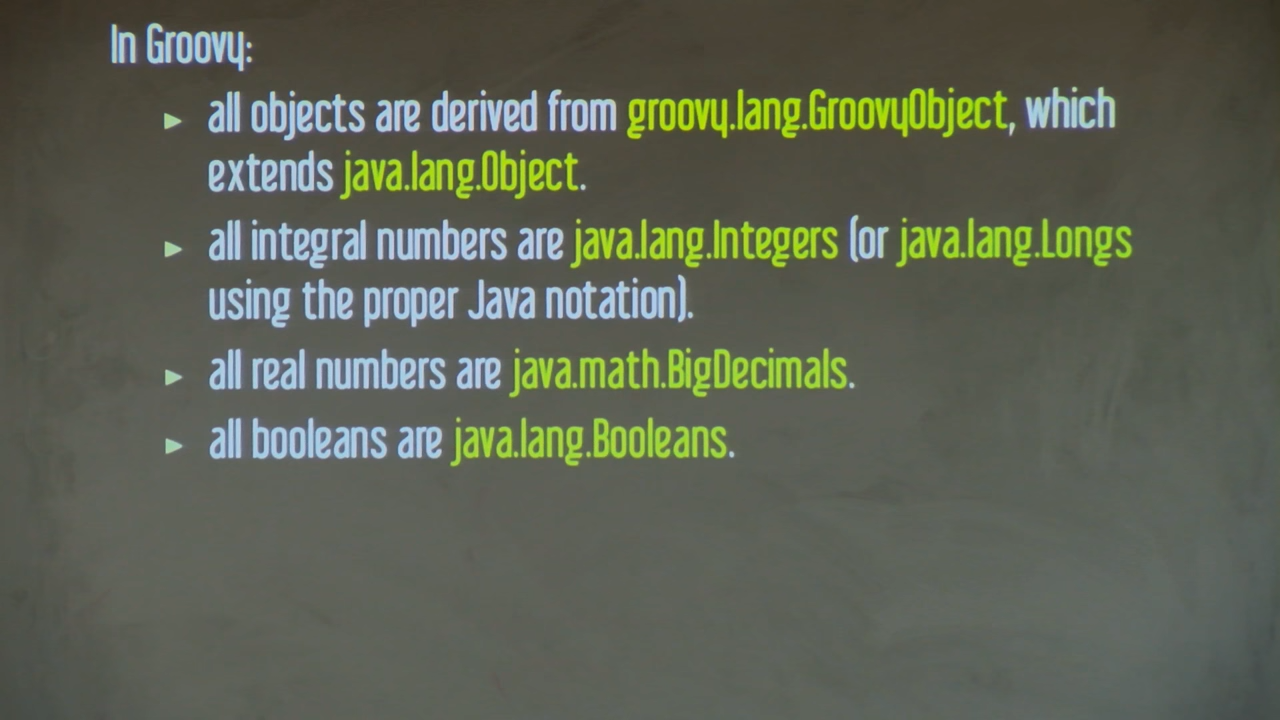 In Groovy:
▸ all objects are derived from groovy.lang.GroovyObject, which
extends java.lang.Object.
▸ all integral numbers are java.lang.Integers (or java.lang.Longs
using the proper Java notation).
▸ all real numbers are java.math.BigDecimals.
▸ all booleans are java.lang.Booleans.